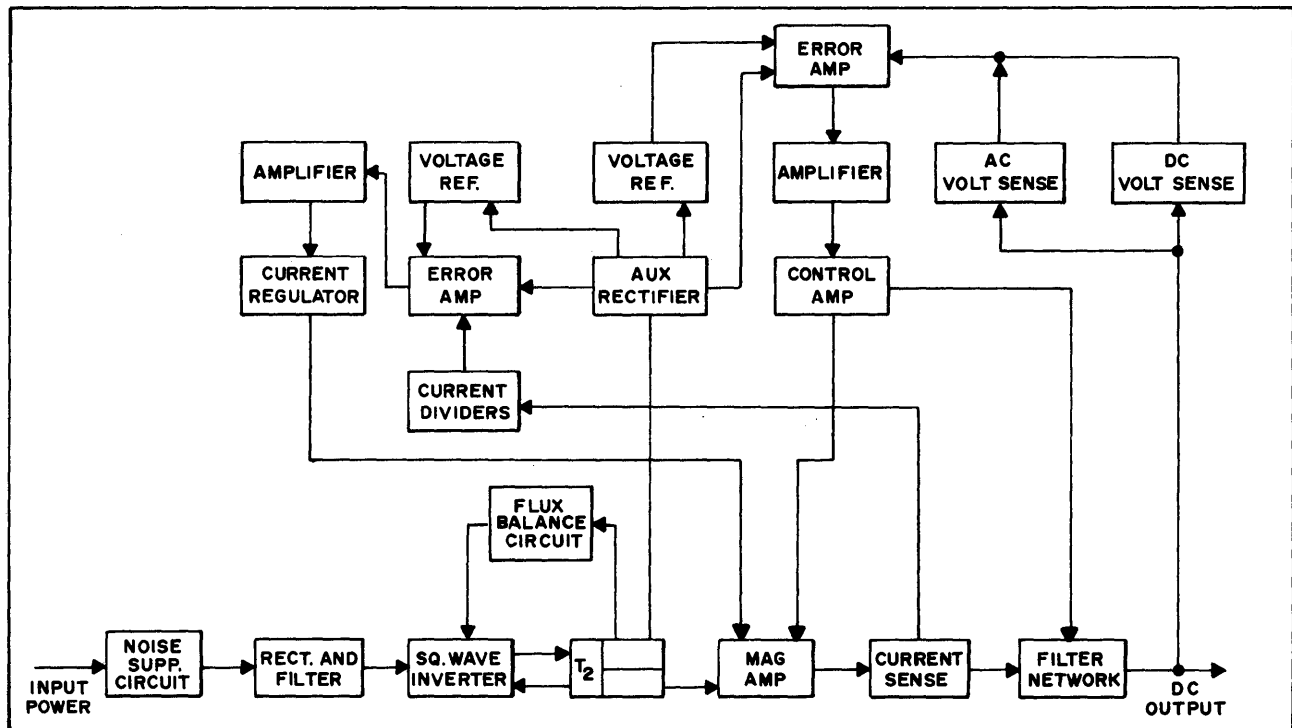 ERROR
AMP
AMPLIFIER
VOLTAGE
REF.
VOLTAGE
REF.
AMPLIFIER
AC
VOLT SENSE
DC
VOLT SENSE
CURRENT
REGULATOR
ERROR
AMP
AUX
RECTIFIER
CONTROL
AMP
CURRENT
DIVIDERS
FLUX
BALANCE
CIRCUIT
INPUT
POWER
NOISE
SUPP.
CIRCUIT
RECT. AND
FILTER
SQ. WAVE
INVERTER
T2
MAG
AMP
CURRENT
SENSE
FILTER
NETWORK
DC
OUTPUT